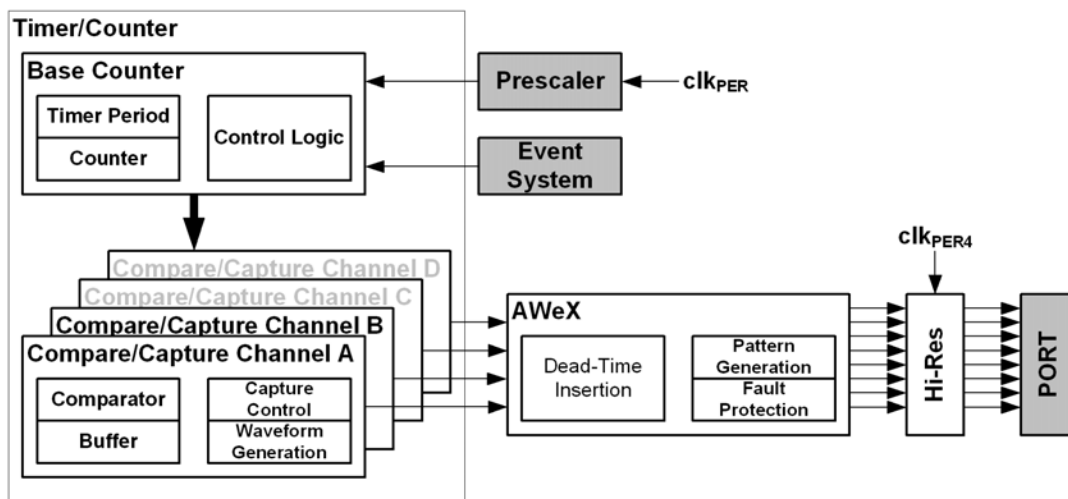 Timer/Counter
Base Counter
Timer Period
Counter
Control Logic
Prescaler
clkPER
Event
System
Compare/Capture Channel D
Compare/Capture Channel C
Compare/Capture Channel B
Compare/Capture Channel A
Comparator
Buffer
Capture
Control
Waveform
Generation
AWeX
Dead-Time
Insertion
Pattern
Generation
Fault
Protection
clkPER4
Hi-Res
PORT